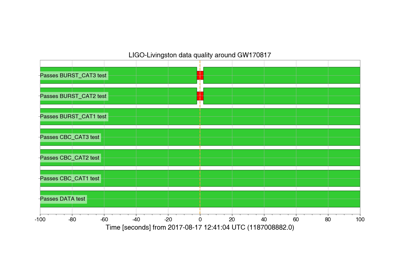 LIGO-Livingston data quality around GW170817
Passes BURST_CAT3 test
Passes BURST_CAT2 test
Passes BURST_CAT1 test
Passes CBC_CAT3 test
Passes CBC_CAT2 test
Passes CBC_CAT1 test
Passes DATA test
-100 -80 -60 -40 -20 0 20 40 60 80 100
Time [seconds] from 2017-08-17 12:41:04 UTC (1187008882.0)